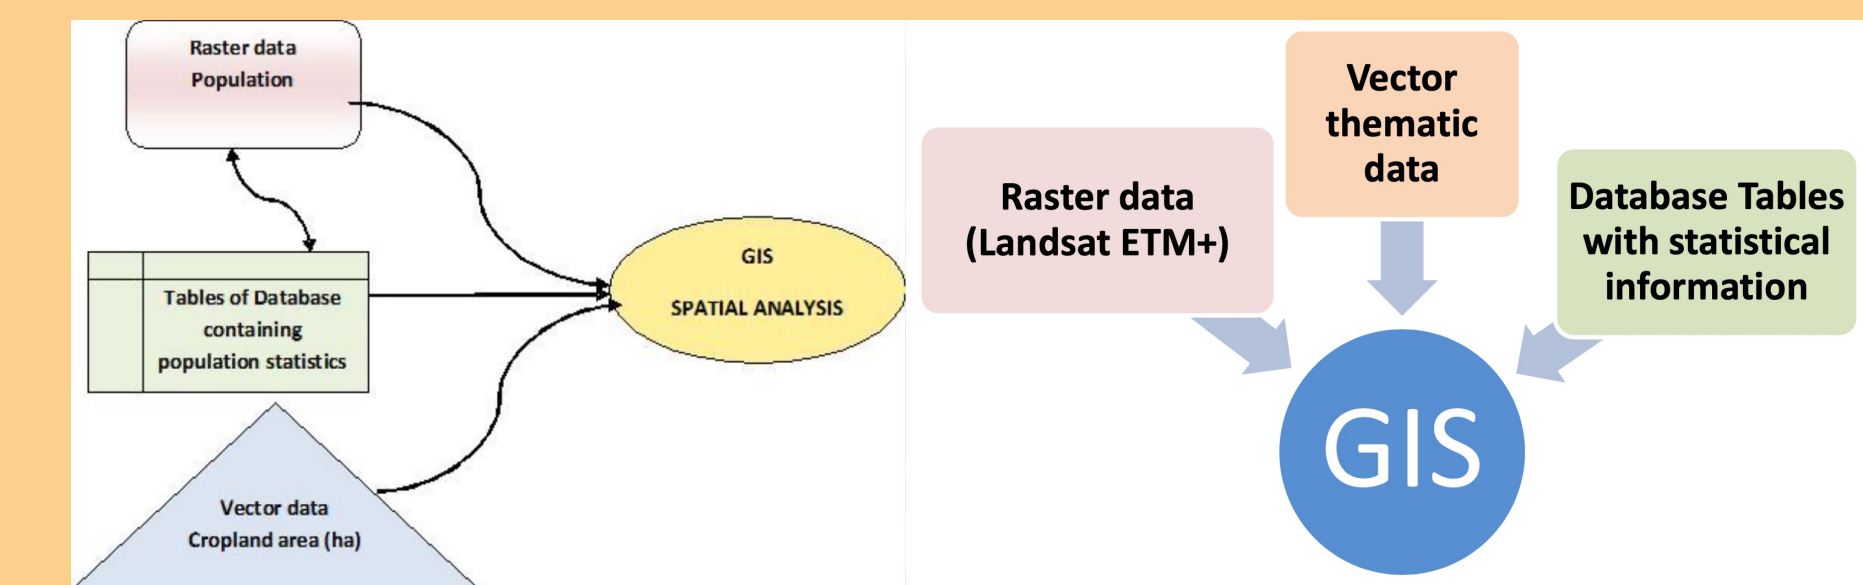 Raster data
Population
Tables of Database
containing
population statistics
Vector data
Cropland area (ha)
GIS
SPATIAL ANALYSIS
Raster data
(Landsat ETM+)
Vector
thematic
data
Database Tables
with statistical
information
GIS